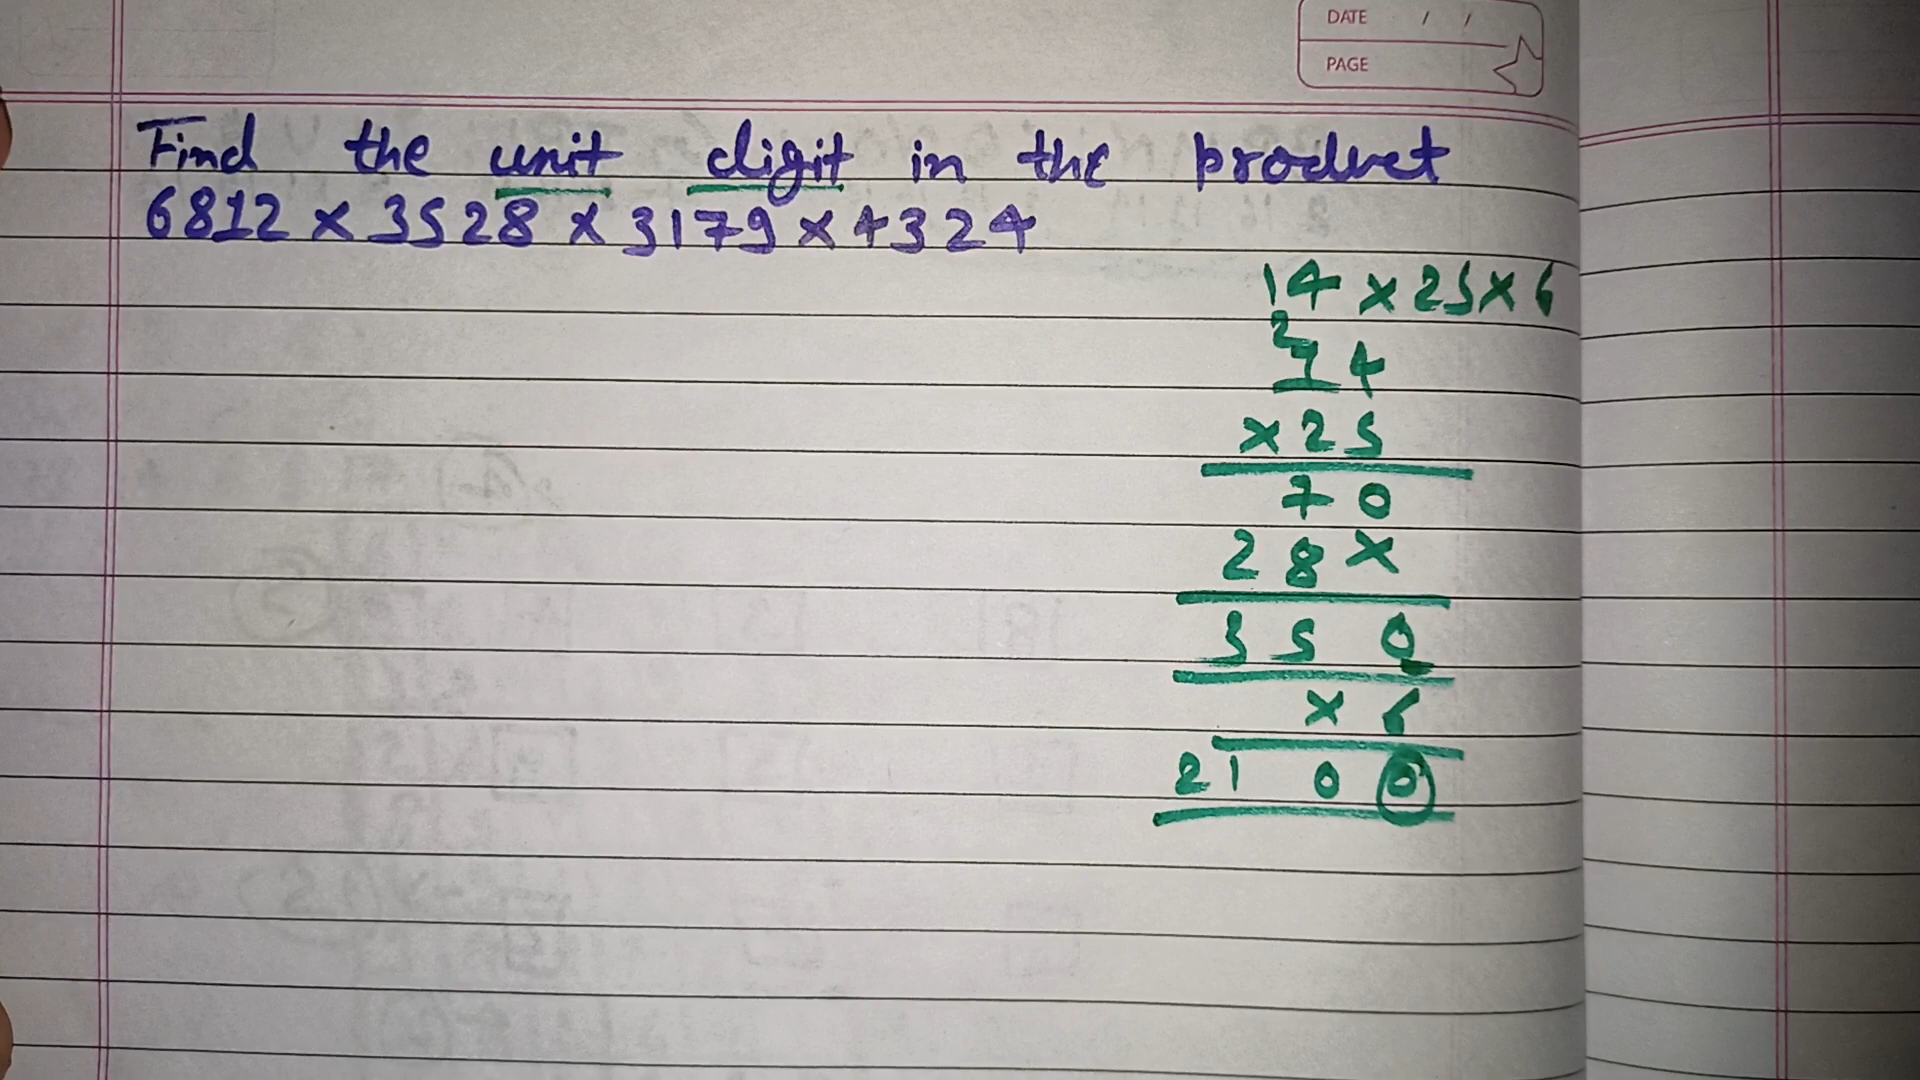 DATE / /
PAGE
Find the unit digit in the product
6812 × 3528 × 3179 × 4324
14 × 25 × 6
2
14
× 25
70
28×
350
× 6
2100